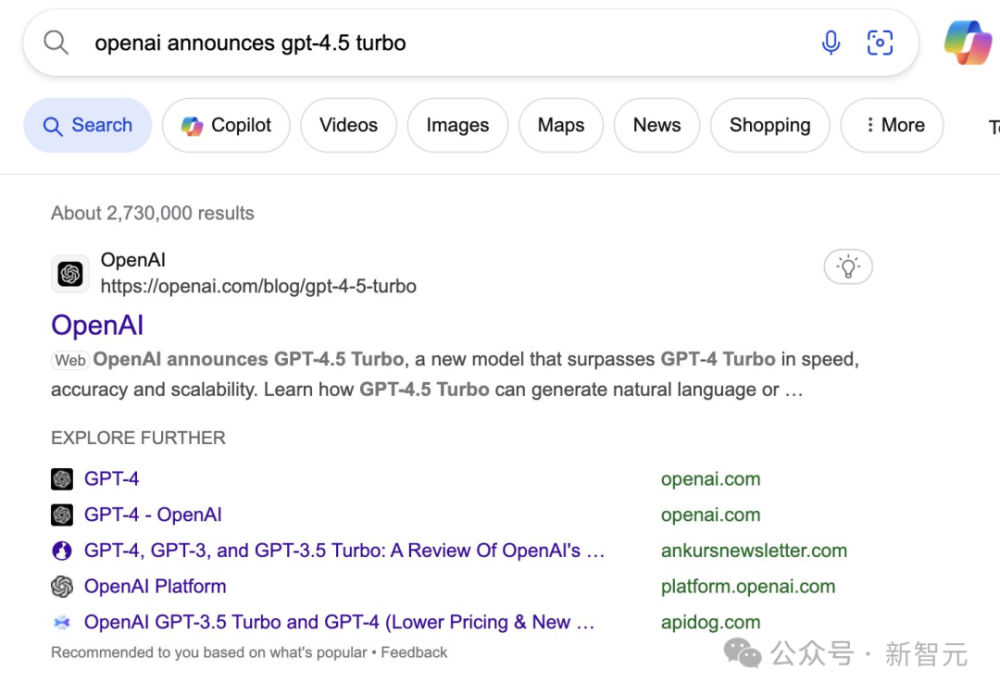 openai announces gpt-4.5 turbo
Search Copilot Videos Images Maps News Shopping More
About 2,730,000 results
OpenAI
https://openai.com/blog/gpt-4-5-turbo
OpenAI
Web OpenAI announces GPT-4.5 Turbo, a new model that surpasses GPT-4 Turbo in speed,
accuracy and scalability. Learn how GPT-4.5 Turbo can generate natural language or …
EXPLORE FURTHER
GPT-4 openai.com
GPT-4 - OpenAI openai.com
GPT-4, GPT-3, and GPT-3.5 Turbo: A Review Of OpenAI's … ankursnewsletter.com
OpenAI Platform platform.openai.com
OpenAI GPT-3.5 Turbo and GPT-4 (Lower Pricing & New … apidog.com
Recommended to you based on what's popular • Feedback
公众号 · 新智元